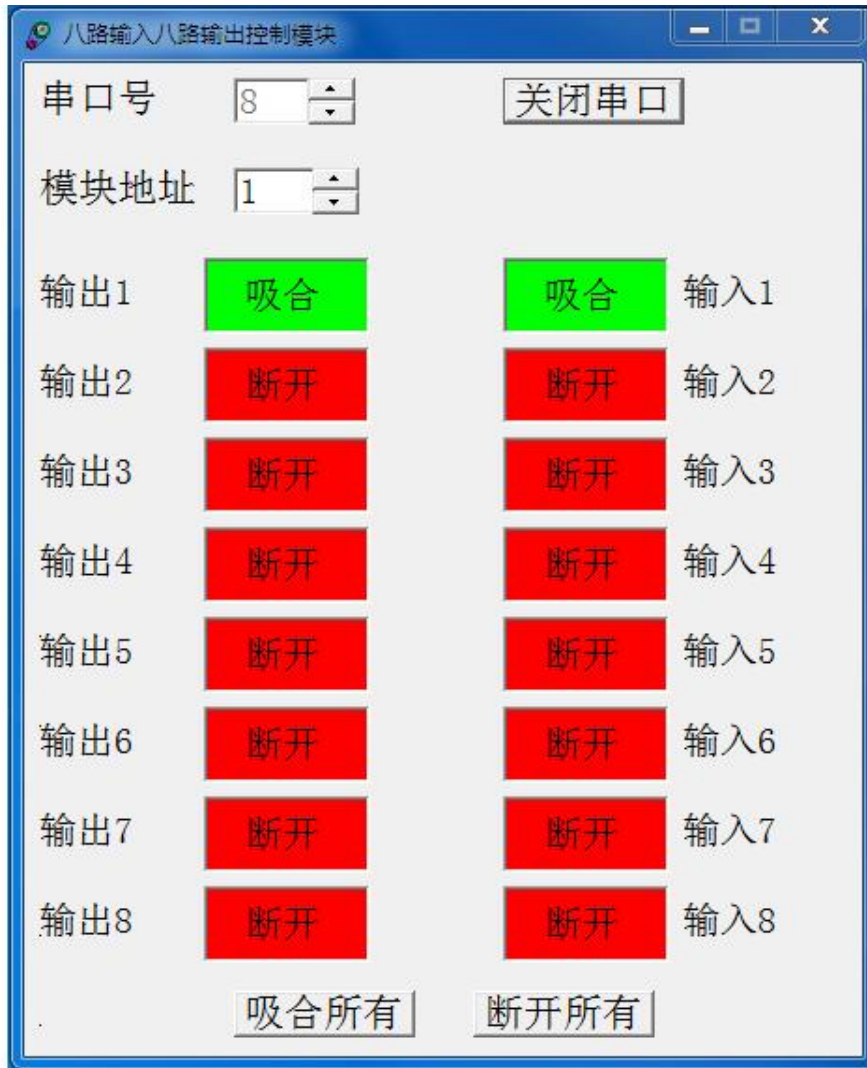 八路输入八路输出控制模块
串口号 8 关闭串口
模块地址 1
输出1 吸合 吸合 输入1
输出2 断开 断开 输入2
输出3 断开 断开 输入3
输出4 断开 断开 输入4
输出5 断开 断开 输入5
输出6 断开 断开 输入6
输出7 断开 断开 输入7
输出8 断开 断开 输入8
吸合所有 断开所有